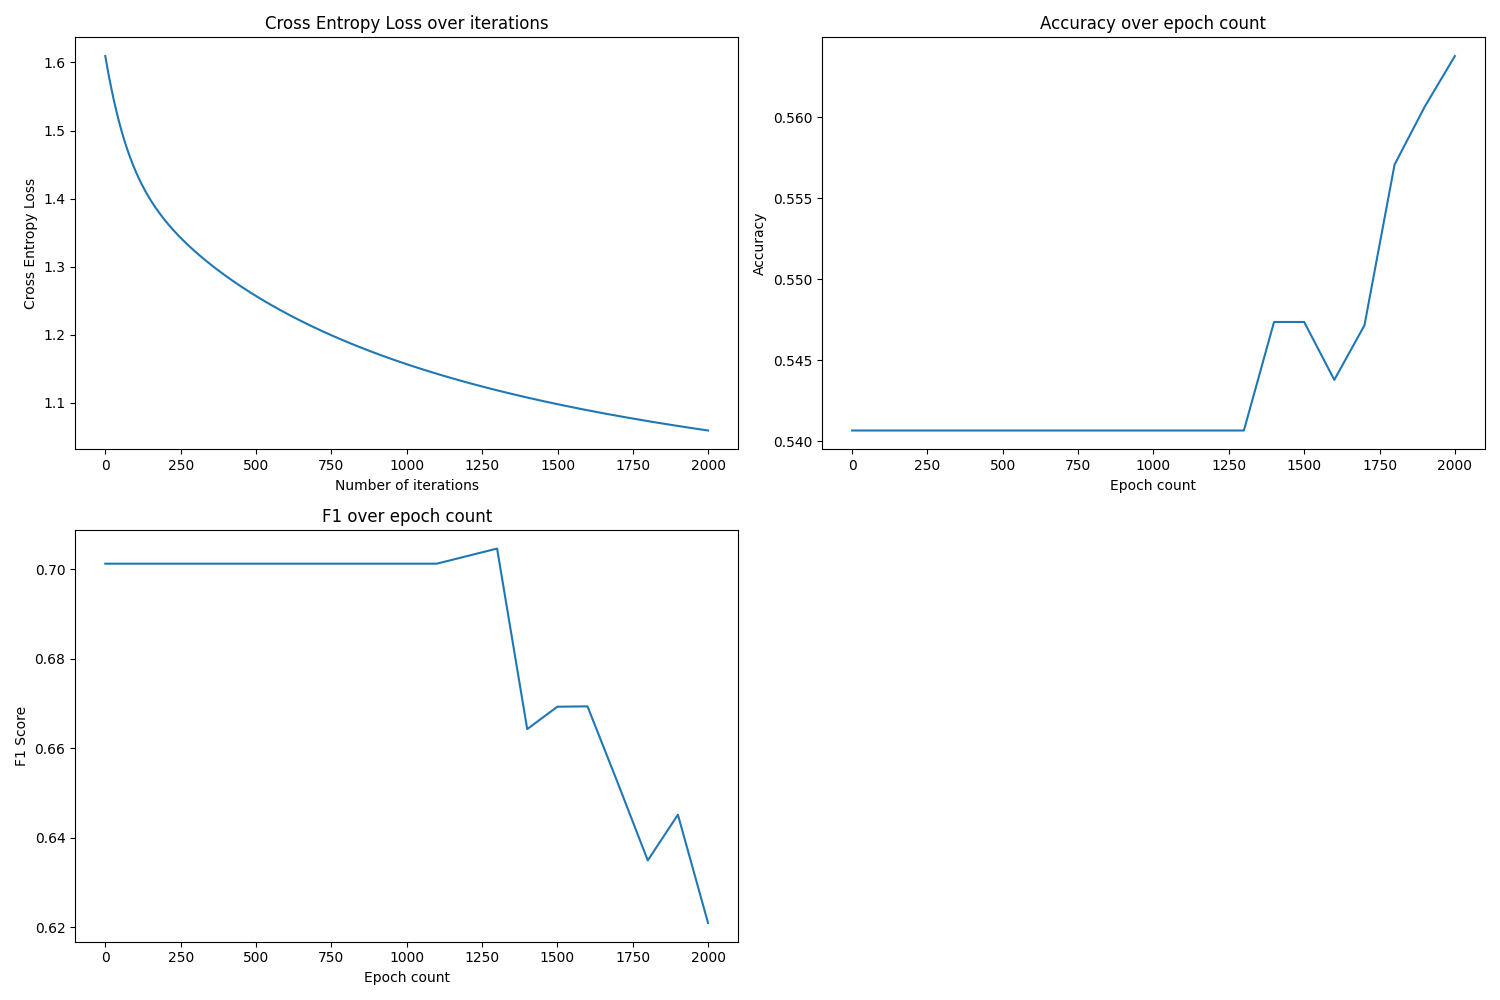 Cross Entropy Loss over iterations
Cross Entropy Loss
1.6
1.5
1.4
1.3
1.2
1.1
0 250 500 750 1000 1250 1500 1750 2000
Number of iterations
Accuracy over epoch count
Accuracy
0.560
0.555
0.550
0.545
0.540
0 250 500 750 1000 1250 1500 1750 2000
Epoch count
F1 over epoch count
F1 Score
0.70
0.68
0.66
0.64
0.62
0 250 500 750 1000 1250 1500 1750 2000
Epoch count